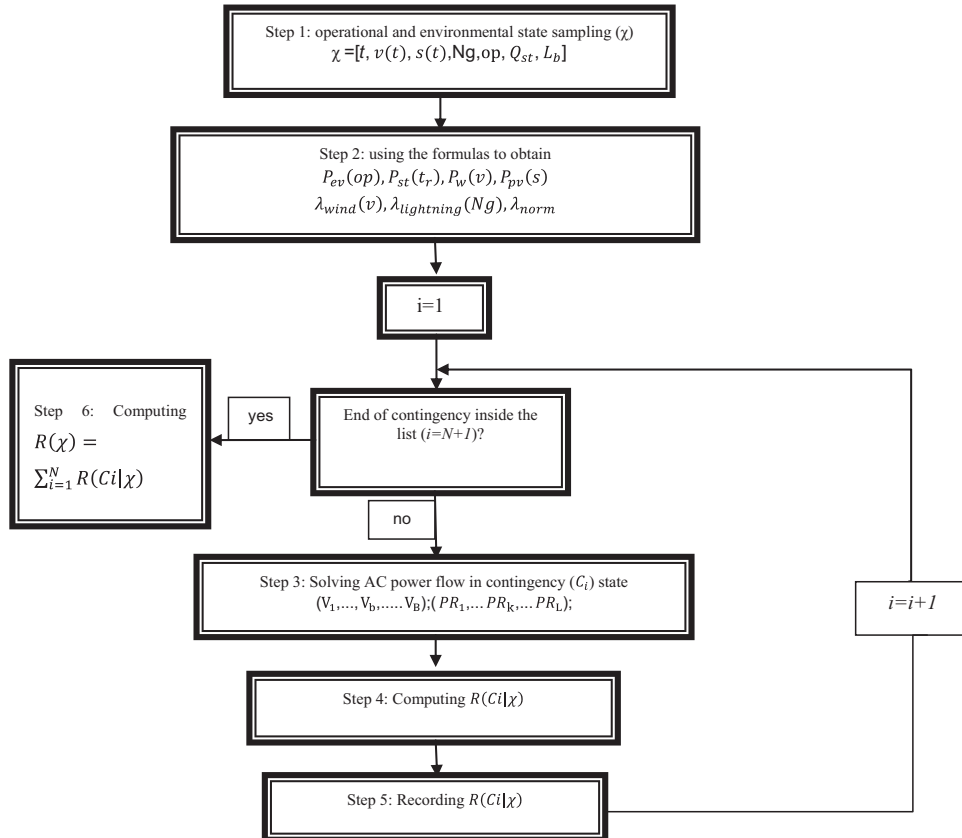 Step 1: operational and environmental state sampling (χ)
χ =[t, v(t), s(t),Ng,op, Q_st, L_b]
Step 2: using the formulas to obtain
P_ev(op), P_st(t_r), P_w(v), P_pv(s)
λ_wind(v), λ_lightning(Ng), λ_norm
i=1
End of contingency inside the
list (i=N+1)?
yes
Step 6: Computing
R(χ) =
∑_{i=1}^{N} R(Ci|χ)
no
Step 3: Solving AC power flow in contingency (C_i) state
(V_1,…, V_b,….. V_B);( PR_1,… PR_k,… PR_L);
i=i+1
Step 4: Computing R(Ci|χ)
Step 5: Recording R(Ci|χ)